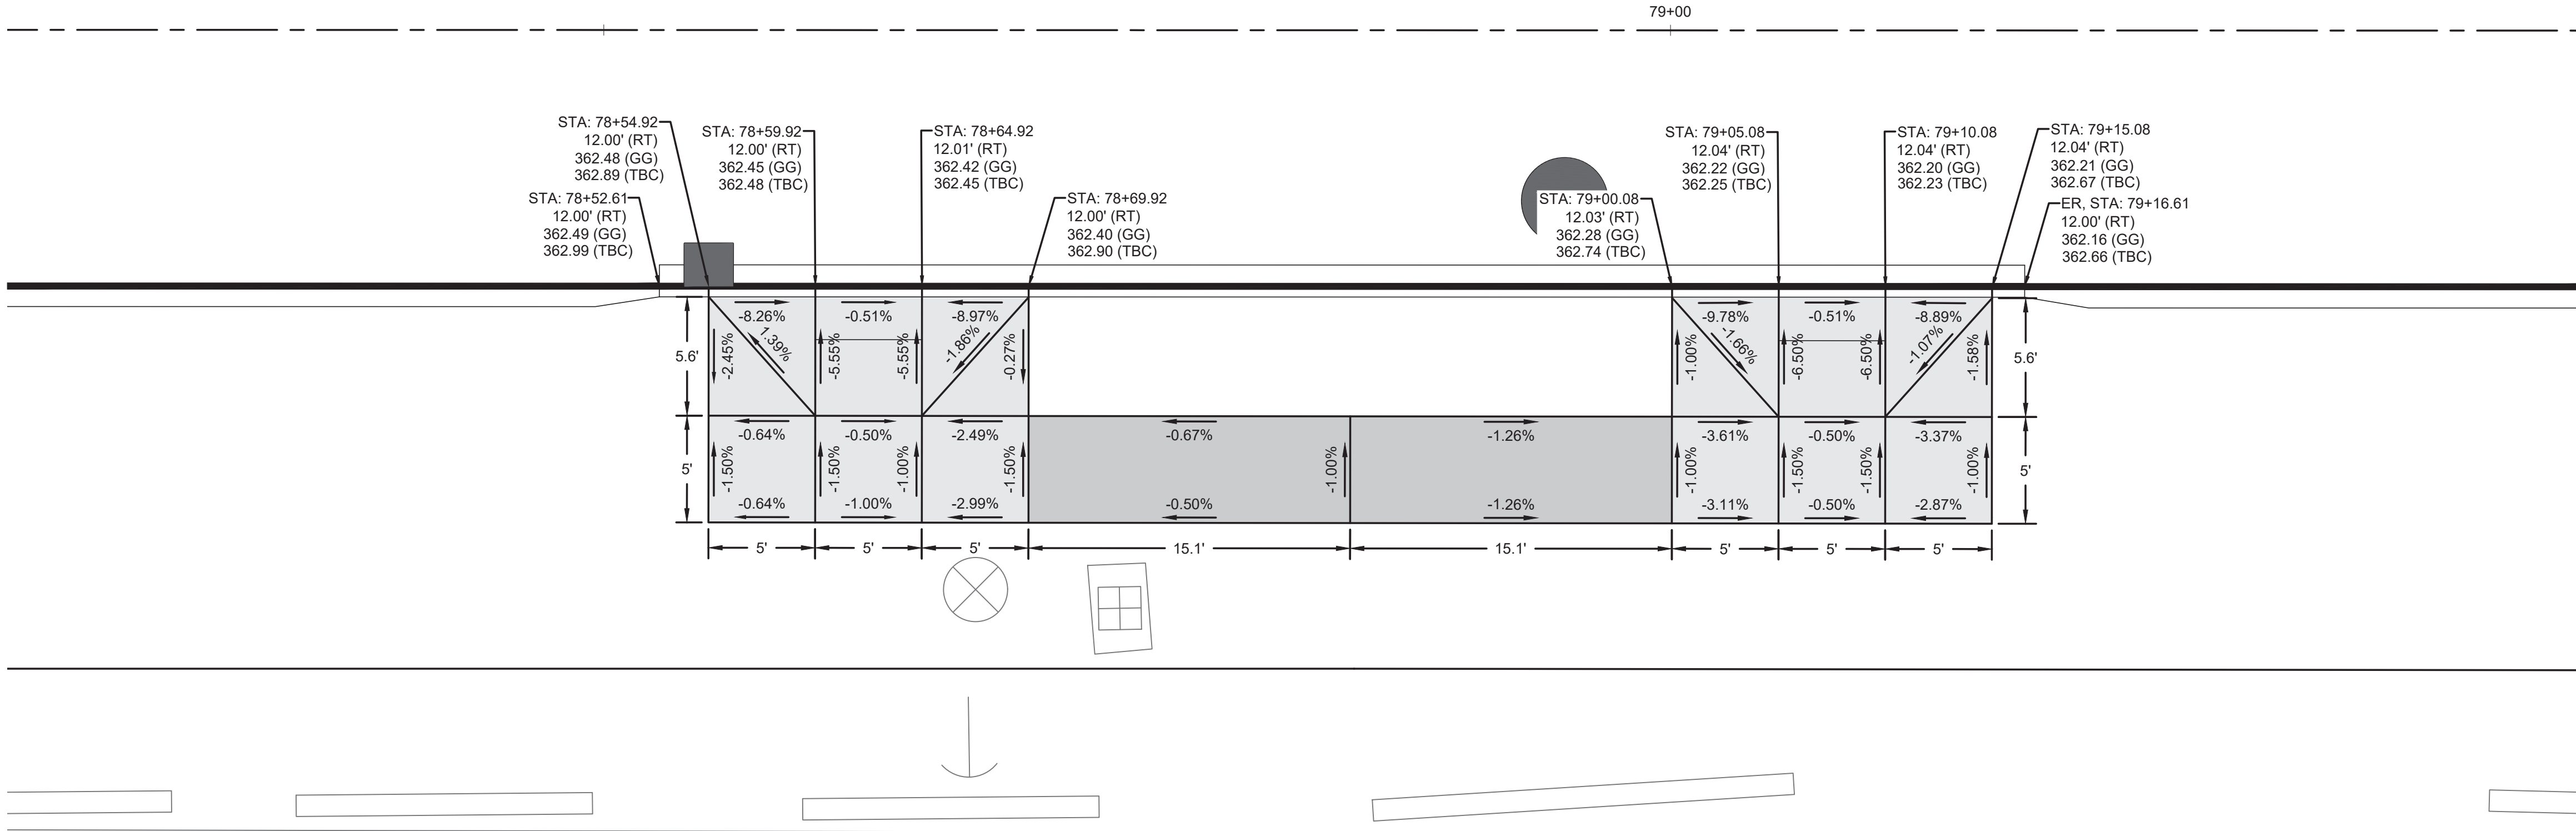 79+00
STA: 78+54.92
12.00' (RT)
362.48 (GG)
362.89 (TBC)
STA: 78+59.92
12.00' (RT)
362.45 (GG)
362.48 (TBC)
STA: 78+64.92
12.01' (RT)
362.42 (GG)
362.45 (TBC)
STA: 79+05.08
12.04' (RT)
362.22 (GG)
362.25 (TBC)
STA: 79+10.08
12.04' (RT)
362.20 (GG)
362.23 (TBC)
STA: 79+15.08
12.04' (RT)
362.21 (GG)
362.67 (TBC)
STA: 78+52.61
12.00' (RT)
362.49 (GG)
362.99 (TBC)
STA: 78+69.92
12.00' (RT)
362.40 (GG)
362.90 (TBC)
STA: 79+00.08
12.03' (RT)
362.28 (GG)
362.74 (TBC)
ER, STA: 79+16.61
12.00' (RT)
362.16 (GG)
362.66 (TBC)
-8.26%
-0.51%
-8.97%
-9.78%
-0.51%
-8.89%
5.6'
-2.45%
1.39%
-5.55%
-5.55%
-1.86%
-0.27%
-1.00%
-1.66%
-6.50%
-6.50%
-1.07%
-1.58%
5.6'
-0.64%
-0.50%
-2.49%
-0.67%
-1.26%
-3.61%
-0.50%
-3.37%
5'
-1.50%
-1.50%
-1.00%
-1.50%
-1.00%
-1.00%
-1.50%
-1.50%
-1.00%
5'
-0.64%
-1.00%
-2.99%
-0.50%
-1.26%
-3.11%
-0.50%
-2.87%
5'
5'
5'
15.1'
15.1'
5'
5'
5'